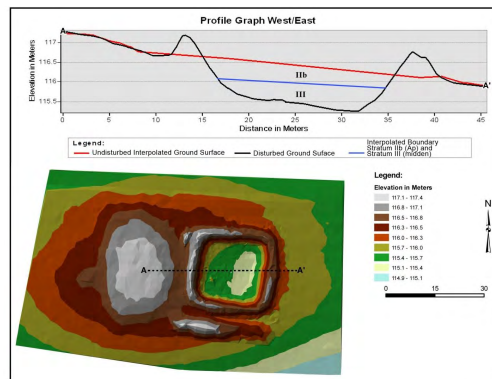 Profile Graph West/East
A
117
116.5
116
115.5
Elevation in Meters
IIb
III
A'
0 5 10 15 20 25 30 35 40 45
Distance in Meters
Legend:
Undisturbed Interpolated Ground Surface
Disturbed Ground Suface
Interpolated Boundary
Stratum IIb (Ap) and
Stratum III (midden)
A
A'
Legend:
Elevation in Meters
117.1 - 117.4
116.8 - 117.1
116.5 - 116.8
116.3 - 116.5
116.0 - 116.3
115.7 - 116.0
115.4 - 115.7
115.1 - 115.4
114.9 - 115.1
N
0 15 30